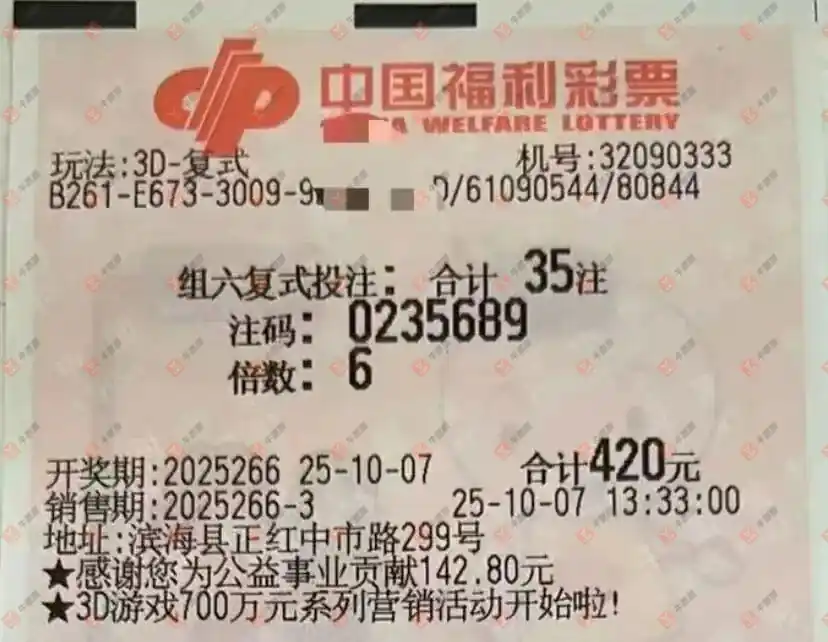 中国福利彩票
A WELFARE LOTTERY
玩法:3D-复式 机号:32090333
B261-E673-3009-9 0/61090544/80844
组六复式投注: 合计 35注
注码: 0235689
倍数: 6
开奖期:2025266 25-10-07 合计420元
销售期:2025266-3 25-10-07 13:33:00
地址:滨海县正红中市路299号
★感谢您为公益事业贡献142.80元
★3D游戏700万元系列营销活动开始啦!